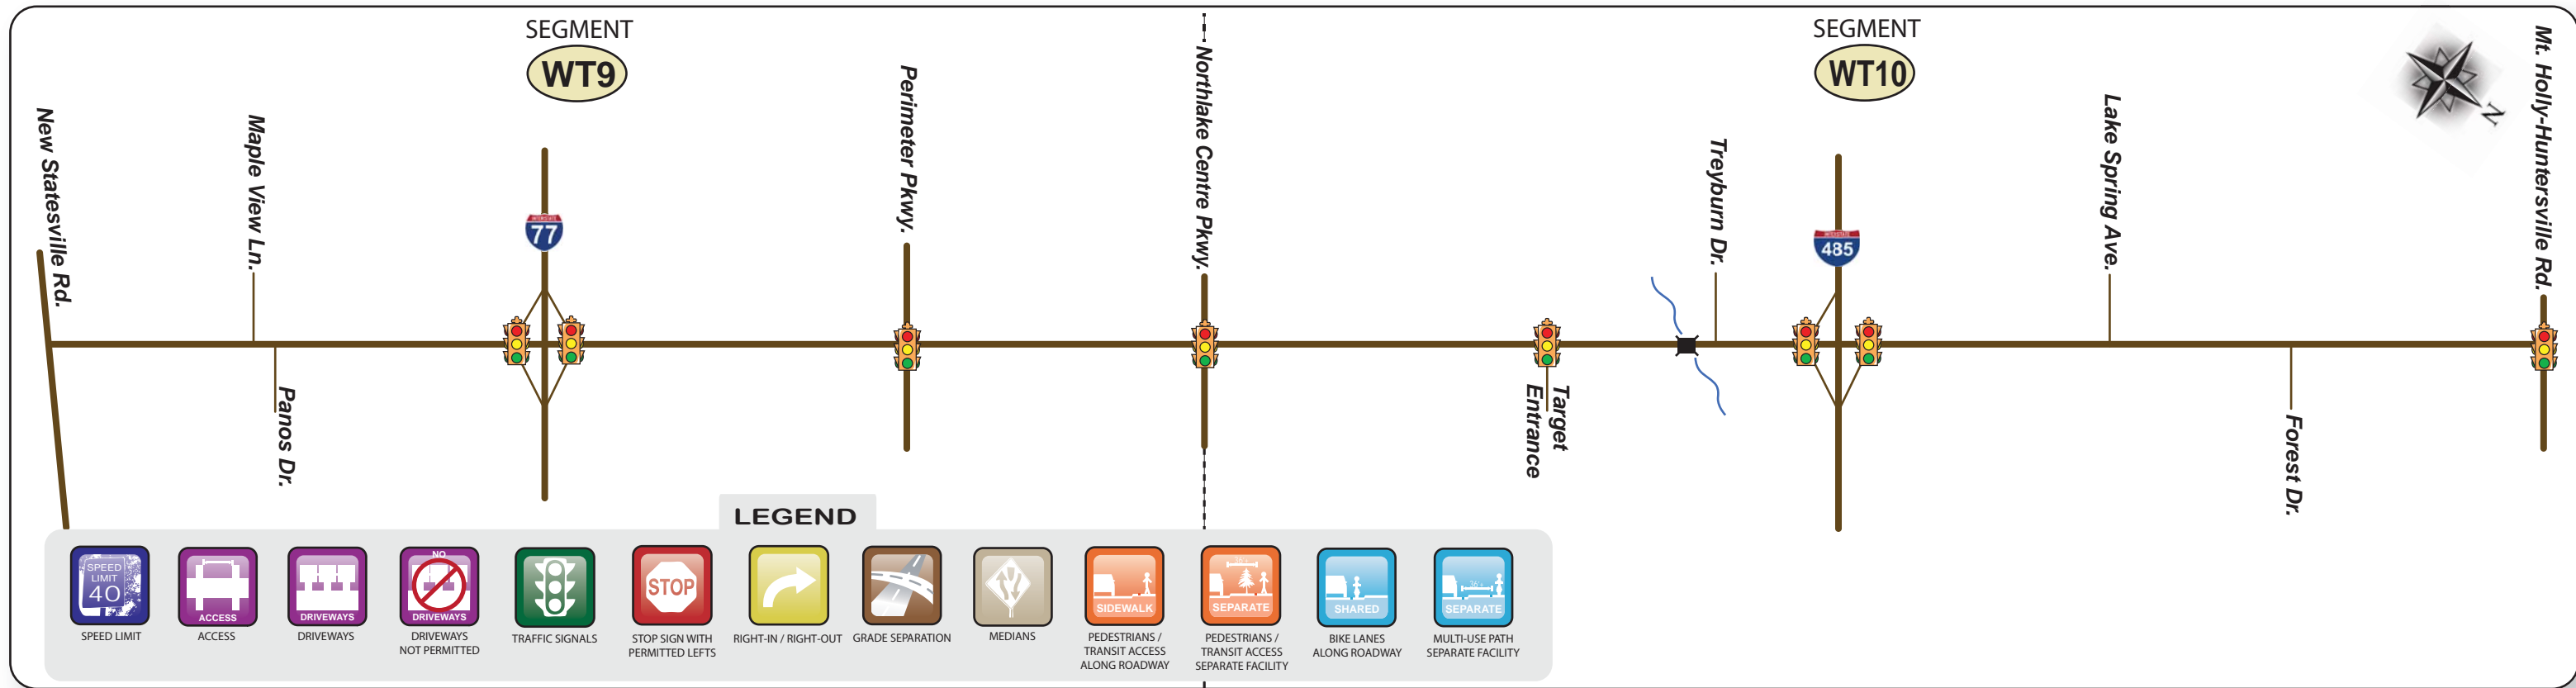 SEGMENT
WT9
SEGMENT
WT10
New Statesville Rd.
Maple View Ln.
Panos Dr.
INTERSTATE
77
Perimeter Pkwy.
Northlake Centre Pkwy.
Target
Entrance
Treyburn Dr.
INTERSTATE
485
Lake Spring Ave.
Forest Dr.
Mt. Holly-Huntersville Rd.
N
LEGEND
SPEED
LIMIT
40
SPEED LIMIT
ACCESS
ACCESS
DRIVEWAYS
DRIVEWAYS
NO
DRIVEWAYS
DRIVEWAYS
NOT PERMITTED
TRAFFIC SIGNALS
STOP
STOP SIGN WITH
PERMITTED LEFTS
RIGHT-IN / RIGHT-OUT
GRADE SEPARATION
MEDIANS
SIDEWALK
PEDESTRIANS /
TRANSIT ACCESS
ALONG ROADWAY
SEPARATE
PEDESTRIANS /
TRANSIT ACCESS
SEPARATE FACILITY
SHARED
BIKE LANES
ALONG ROADWAY
SEPARATE
MULTI-USE PATH
SEPARATE FACILITY